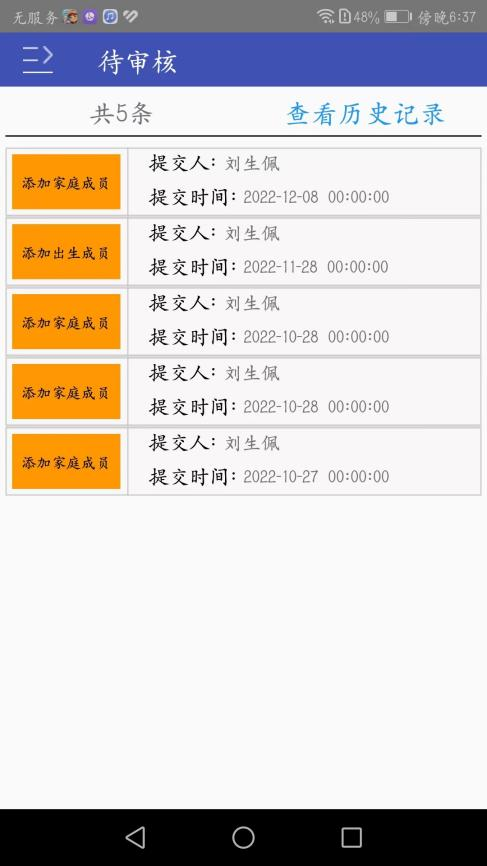 无服务 48% 傍晚6:37
待审核
共5条 查看历史记录
添加家庭成员
提交人：刘生佩
提交时间：2022-12-08 00:00:00
添加出生成员
提交人：刘生佩
提交时间：2022-11-28 00:00:00
添加家庭成员
提交人：刘生佩
提交时间：2022-10-28 00:00:00
添加家庭成员
提交人：刘生佩
提交时间：2022-10-28 00:00:00
添加家庭成员
提交人：刘生佩
提交时间：2022-10-27 00:00:00